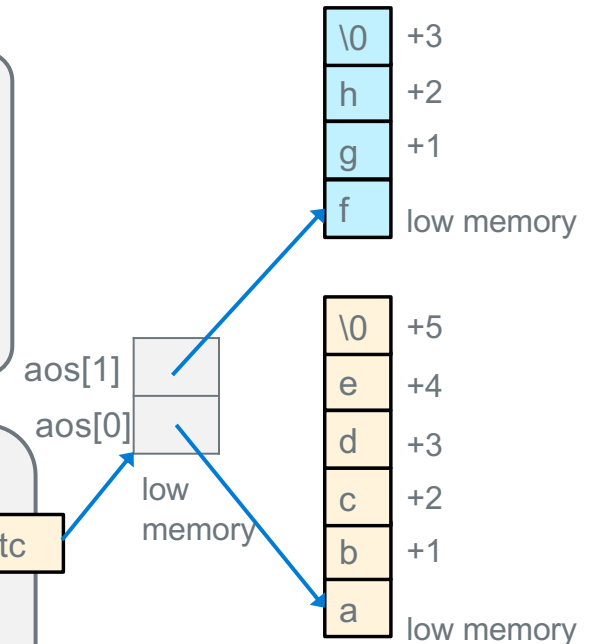 \0 +3
h +2
g +1
f low memory
\0 +5
aos[1]
e +4
aos[0]
d +3
low
memory
c +2
tc
b +1
a low memory